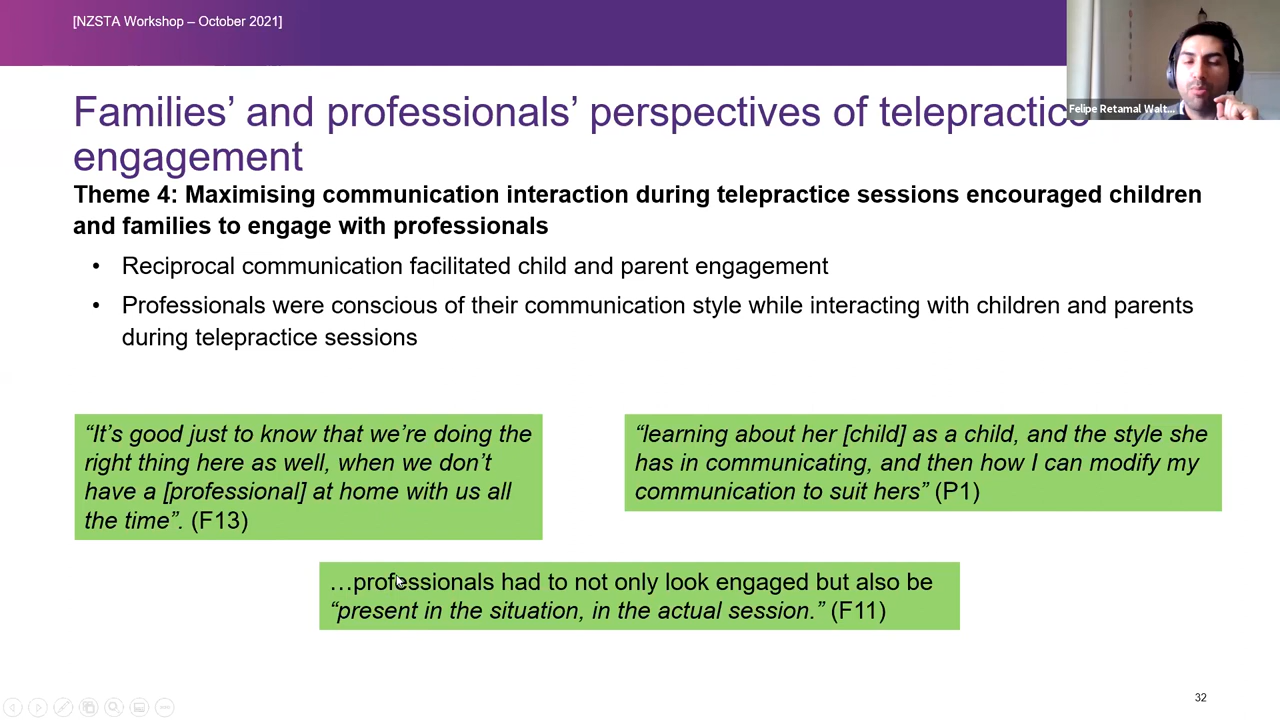 [NZSTA Workshop – October 2021]
Felipe Retamal Walt...
Families’ and professionals’ perspectives of telepractice
engagement
Theme 4: Maximising communication interaction during telepractice sessions encouraged children
and families to engage with professionals
• Reciprocal communication facilitated child and parent engagement
• Professionals were conscious of their communication style while interacting with children and parents
during telepractice sessions
“It’s good just to know that we’re doing the
right thing here as well, when we don’t
have a [professional] at home with us all
the time”. (F13)
“learning about her [child] as a child, and the style she
has in communicating, and then how I can modify my
communication to suit hers” (P1)
…professionals had to not only look engaged but also be
“present in the situation, in the actual session.” (F11)
32